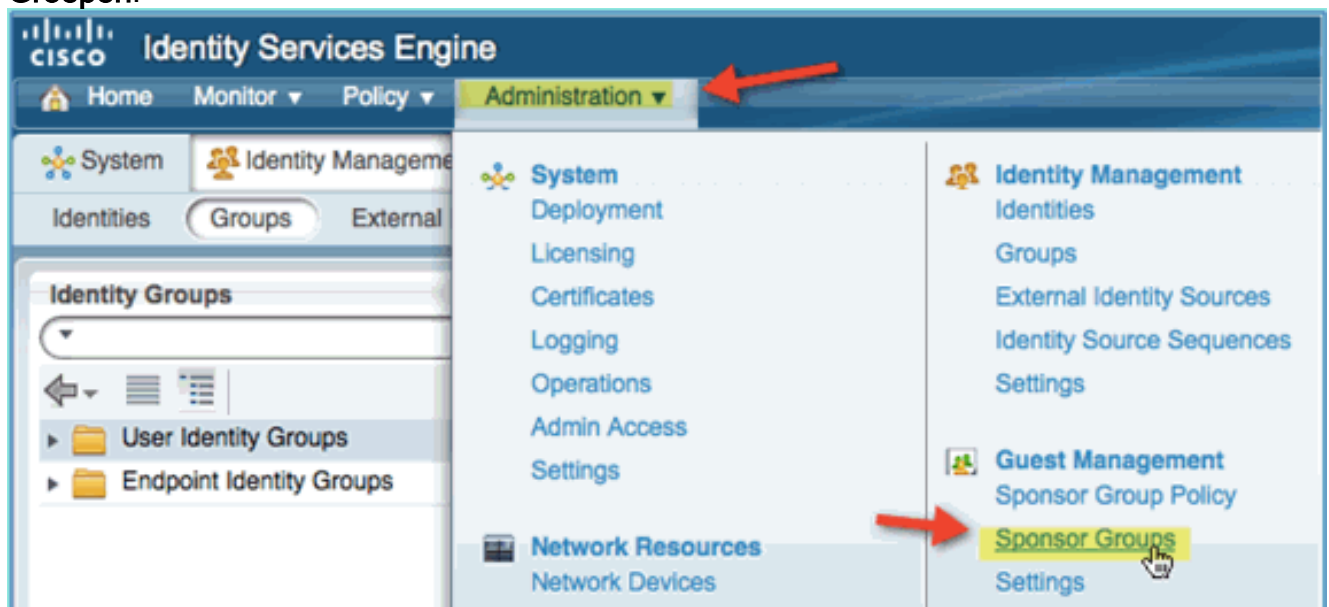 CISCO Identity Services Engine
Home Monitor Policy Administration
System Identity Manageme
Identities Groups External
Identity Groups
User Identity Groups
Endpoint Identity Groups
System
Deployment
Licensing
Certificates
Logging
Operations
Admin Access
Settings
Network Resources
Network Devices
Identity Management
Identities
Groups
External Identity Sources
Identity Source Sequences
Settings
Guest Management
Sponsor Group Policy
Sponsor Groups
Settings